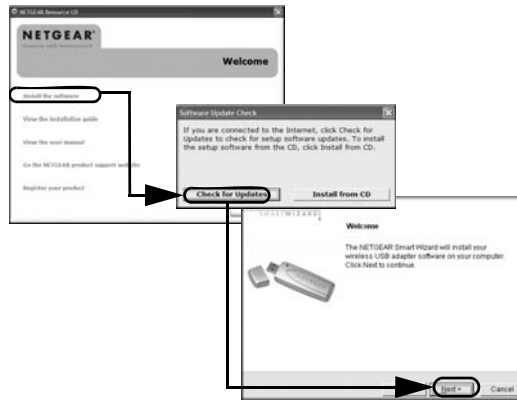 NETGEAR Resource CD
NETGEAR®
Welcome
Install the software
View the installation guide
View the user manual
Go the NETGEAR product support website
Register your product
Software Update Check
If you are connected to the Internet, click Check for
Updates to check for setup software updates. To install
the setup software from the CD, click Install from CD.
Check for Updates
Install from CD
SMARTWIZARD
Welcome
The NETGEAR Smart Wizard will install your
wireless USB adapter software on your computer.
Click Next to continue.
Next >
Cancel